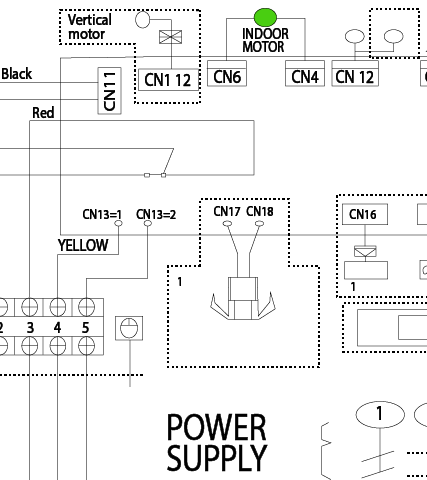 Vertical
motor
INDOOR
MOTOR
Black
CN11
CN1 12
CN6
CN4
CN 12
Red
CN13=1
CN13=2
CN17
CN18
CN16
YELLOW
1
1
2
3
4
5
1
POWER
SUPPLY